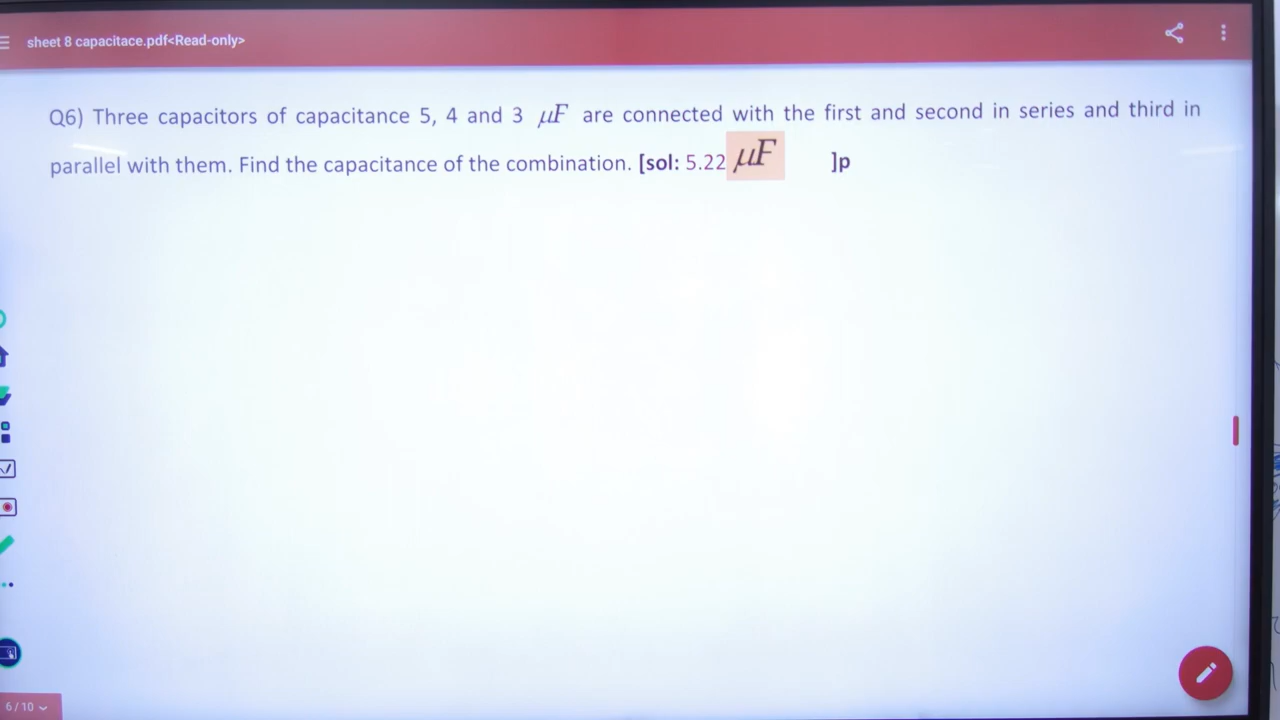 sheet 8 capacitace.pdf<Read-only>
Q6) Three capacitors of capacitance 5, 4 and 3 μF are connected with the first and second in series and third in
parallel with them. Find the capacitance of the combination. [sol: 5.22 μF ]p
6 / 10